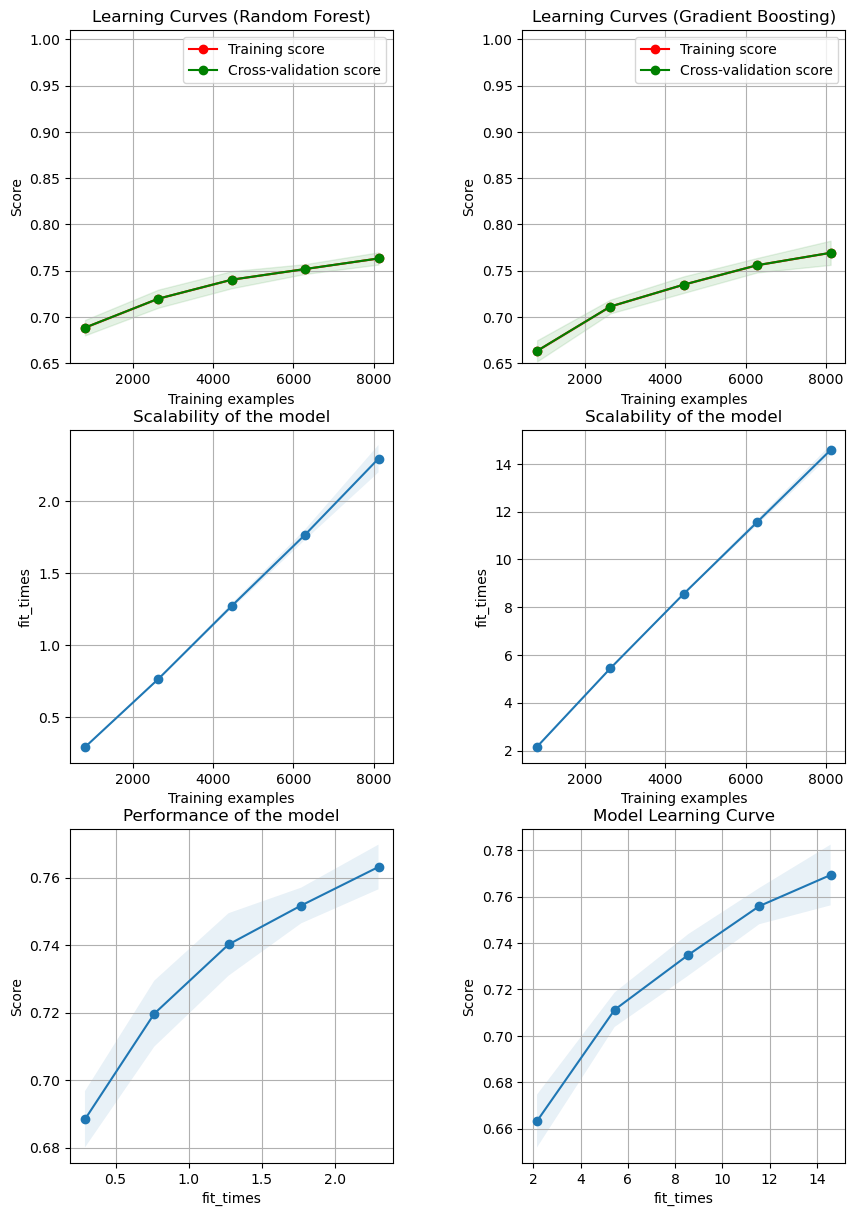 Learning Curves (Random Forest)
1.00
0.95
0.90
0.85
0.80
0.75
0.70
0.65
Score
Training score
Cross-validation score
2000 4000 6000 8000
Training examples
Learning Curves (Gradient Boosting)
1.00
0.95
0.90
0.85
0.80
0.75
0.70
0.65
Score
Training score
Cross-validation score
2000 4000 6000 8000
Training examples
Scalability of the model
2.0
1.5
1.0
0.5
fit_times
2000 4000 6000 8000
Training examples
Scalability of the model
14
12
10
8
6
4
2
fit_times
2000 4000 6000 8000
Training examples
Performance of the model
0.76
0.74
0.72
0.70
0.68
Score
0.5 1.0 1.5 2.0
fit_times
Model Learning Curve
0.78
0.76
0.74
0.72
0.70
0.68
0.66
Score
2 4 6 8 10 12 14
fit_times